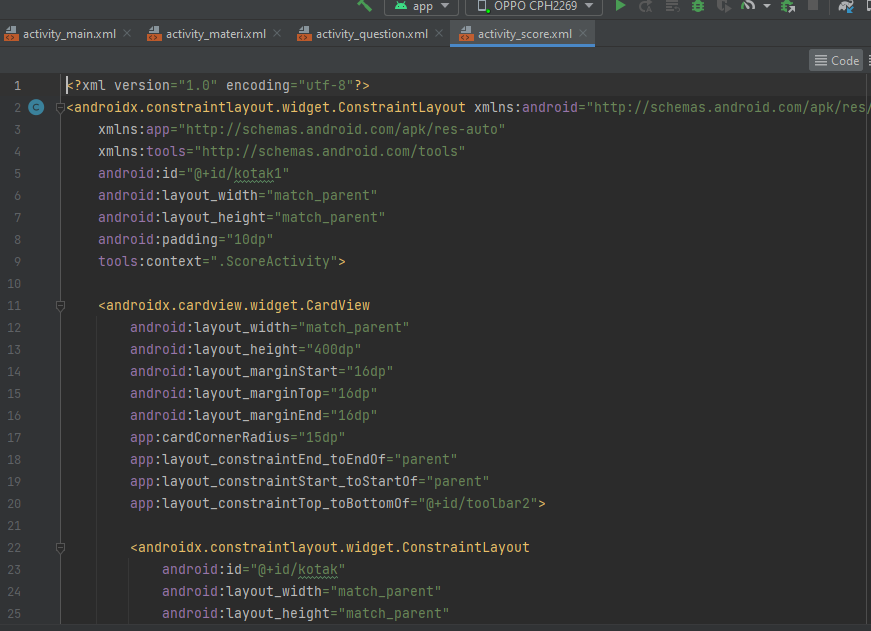 app OPPO CPH2269
activity_main.xml activity_materi.xml activity_question.xml activity_score.xml
Code
1 <?xml version="1.0" encoding="utf-8"?>
2 C <androidx.constraintlayout.widget.ConstraintLayout xmlns:android="http://schemas.android.com/apk/res/
3 xmlns:app="http://schemas.android.com/apk/res-auto"
4 xmlns:tools="http://schemas.android.com/tools"
5 android:id="@+id/kotak1"
6 android:layout_width="match_parent"
7 android:layout_height="match_parent"
8 android:padding="10dp"
9 tools:context=".ScoreActivity">
10
11 <androidx.cardview.widget.CardView
12 android:layout_width="match_parent"
13 android:layout_height="400dp"
14 android:layout_marginStart="16dp"
15 android:layout_marginTop="16dp"
16 android:layout_marginEnd="16dp"
17 app:cardCornerRadius="15dp"
18 app:layout_constraintEnd_toEndOf="parent"
19 app:layout_constraintStart_toStartOf="parent"
20 app:layout_constraintTop_toBottomOf="@+id/toolbar2">
21
22 <androidx.constraintlayout.widget.ConstraintLayout
23 android:id="@+id/kotak"
24 android:layout_width="match_parent"
25 android:layout_height="match_parent"